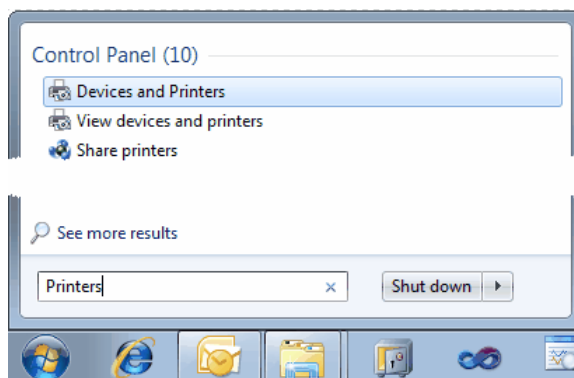 Control Panel (10)
Devices and Printers
View devices and printers
Share printers
See more results
Printers
Shut down